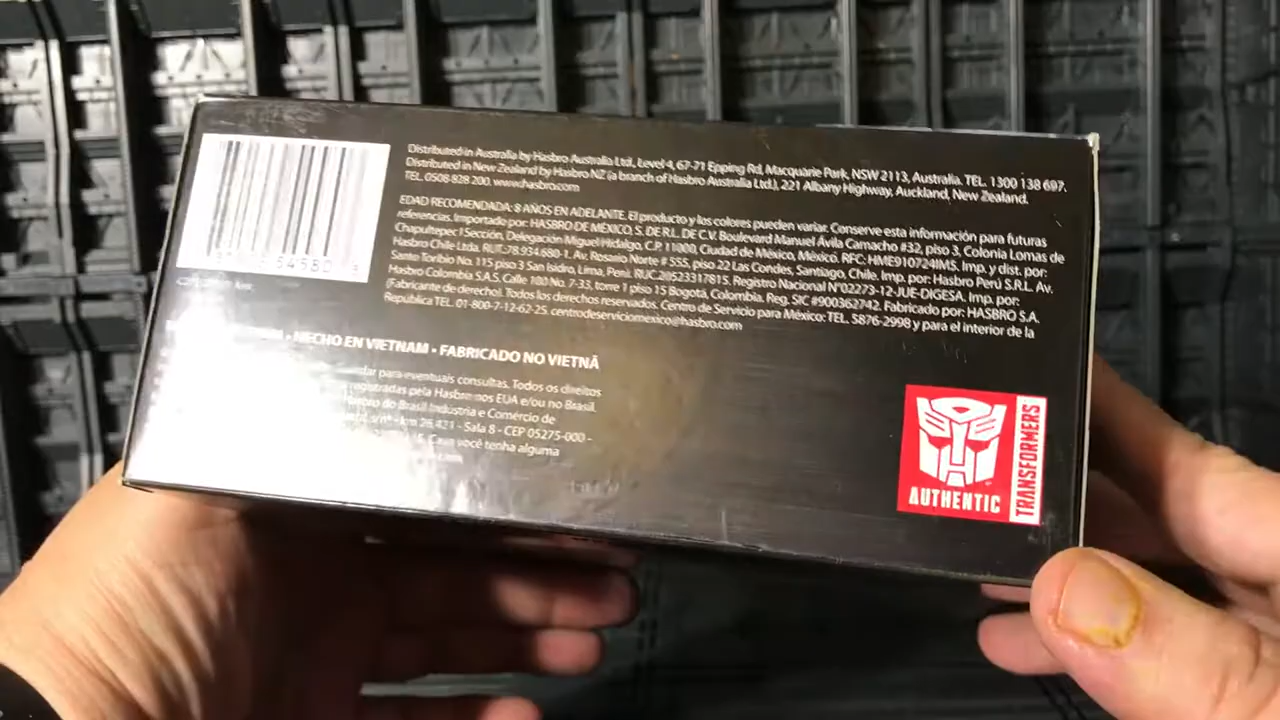 Distributed in Australia by Hasbro Australia Ltd., Level 4, 67-71 Epping Rd, Macquarie Park, NSW 2113, Australia. TEL. 1300 138 697.
Distributed in New Zealand by Hasbro NZ (a branch of Hasbro Australia Ltd.), 221 Albany Highway, Auckland, New Zealand.
TEL. 0508 828 200. www.hasbro.com
EDAD RECOMENDADA: 8 AÑOS EN ADELANTE. El producto y los colores pueden variar. Conserve esta información para futuras
referencias. Importado por: HASBRO DE MEXICO, S. DE R.L. DE C.V. Boulevard Manuel Ávila Camacho #32, piso 3, Colonia Lomas de
Chapultepec I Sección, Delegación Miguel Hidalgo, C.P. 11000, Ciudad de México, México. RFC: HME910724IMS. Imp. y dist. por:
Hasbro Chile Ltda. RUT.:78.934.680-1. Av. Rosario Norte # 555, piso 22 Las Condes, Santiago, Chile. Imp. por: Hasbro Perú S.R.L. Av.
Santo Toribio No. 115 piso 3 San Isidro, Lima, Perú. RUC 20523317815. Registro Nacional N°02273-12-JUE-DIGESA. Imp. por:
Hasbro Colombia S.A.S. Calle 100 No. 7-33, torre 1 piso 15 Bogotá, Colombia. Reg. SIC #900362742. Fabricado por: HASBRO S.A.
(Fabricante de derecho). Todos los derechos reservados. Centro de Servicio para México: TEL. 5876-2998 y para el interior de la
República TEL. 01-800-7-12-62-25. centrodeserviciomexico@hasbro.com
• HECHO EN VIETNAM • FABRICADO NO VIETNÃ
para eventuais consultas. Todos os direitos
registradas pela Hasbro nos EUA e/ou no Brasil.
do Brasil Indústria e Comércio de
km 26,421 - Sala 8 - CEP 05275-000 -
Caso você tenha alguma
AUTHENTIC
TRANSFORMERS